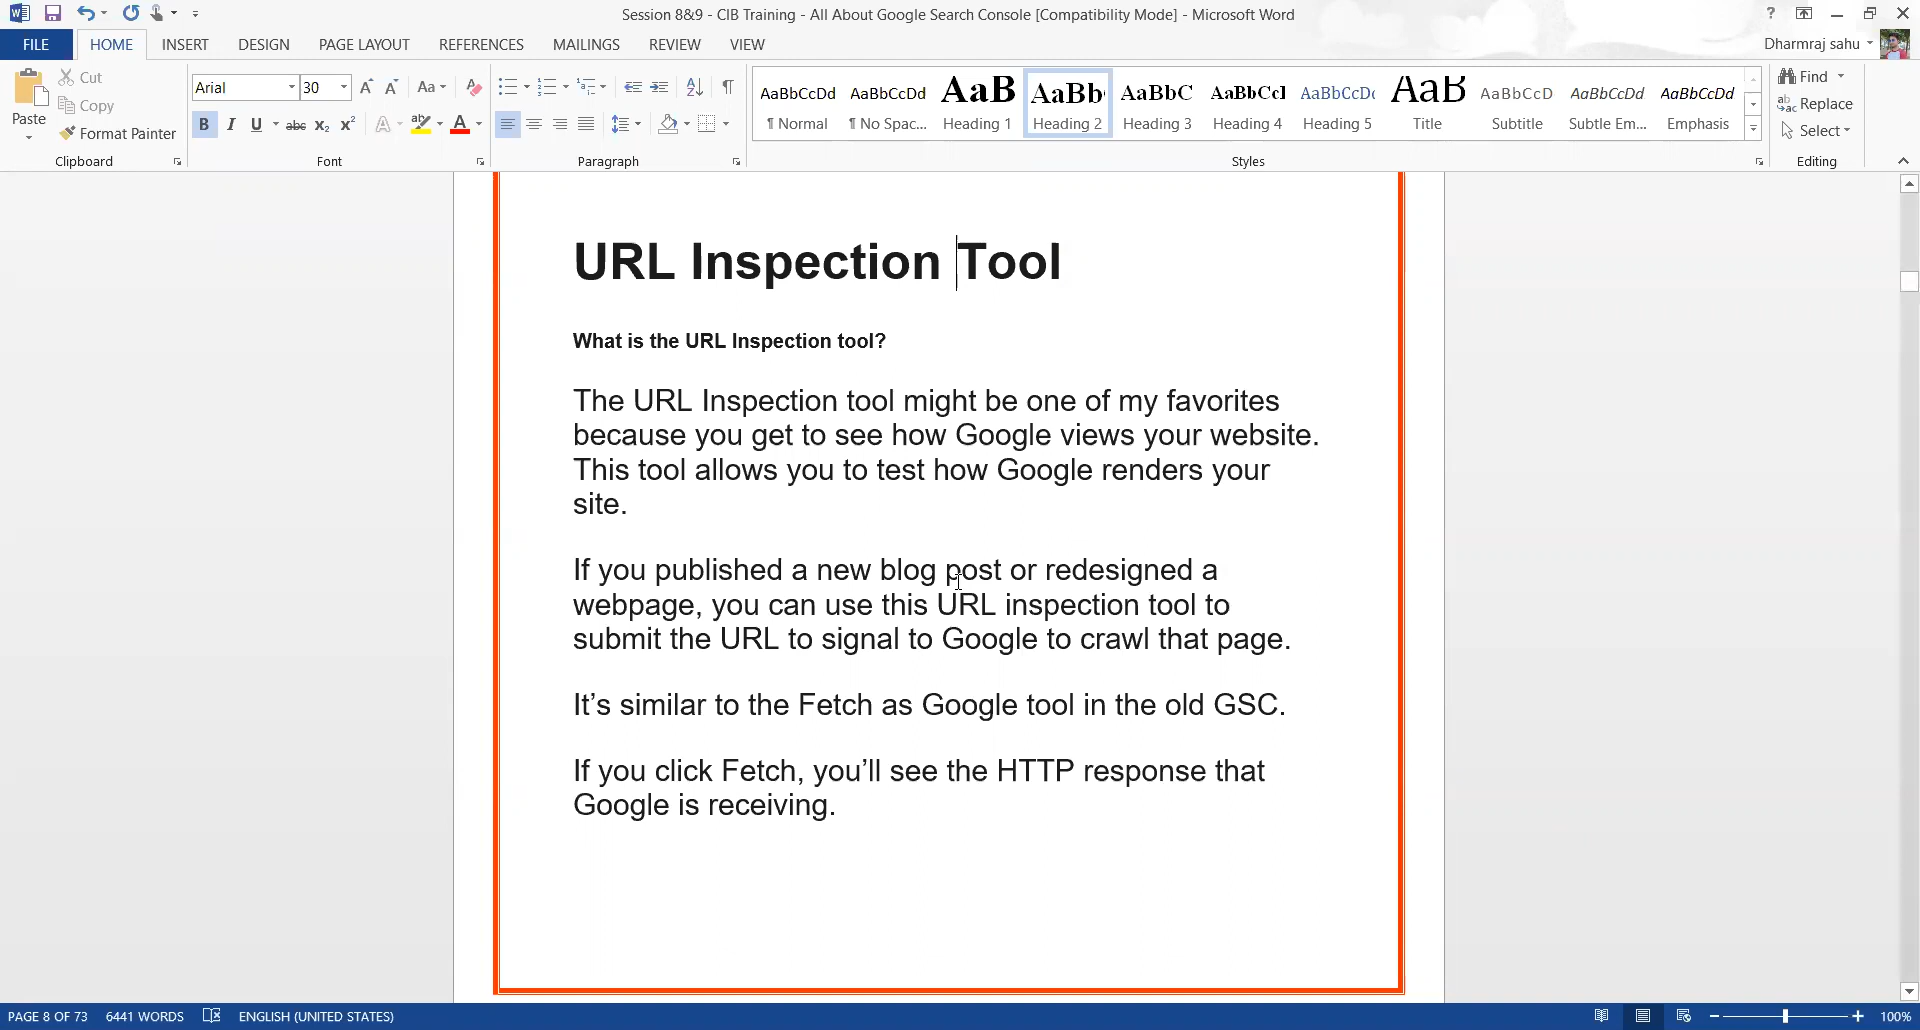 Session 8&9 - CIB Training - All About Google Search Console [Compatibility Mode] - Microsoft Word
?
FILE HOME INSERT DESIGN PAGE LAYOUT REFERENCES MAILINGS REVIEW VIEW
Dharmraj sahu
Paste
Cut
Copy
Format Painter
Clipboard
Arial 30
Aa
B I U abc X₂ X²
A A
Font
Paragraph
AaBbCcDd AaBbCcDd AaB AaBb( AaBbC AaBbCcI AaBbCcDc AaB AaBbCcD AaBbCcDd AaBbCcDd
¶ Normal ¶ No Spac... Heading 1 Heading 2 Heading 3 Heading 4 Heading 5 Title Subtitle Subtle Em... Emphasis
Styles
Find
Replace
Select
Editing
URL Inspection Tool
What is the URL Inspection tool?
The URL Inspection tool might be one of my favorites
because you get to see how Google views your website.
This tool allows you to test how Google renders your
site.
If you published a new blog post or redesigned a
webpage, you can use this URL inspection tool to
submit the URL to signal to Google to crawl that page.
It’s similar to the Fetch as Google tool in the old GSC.
If you click Fetch, you’ll see the HTTP response that
Google is receiving.
PAGE 8 OF 73 6441 WORDS ENGLISH (UNITED STATES) 100%